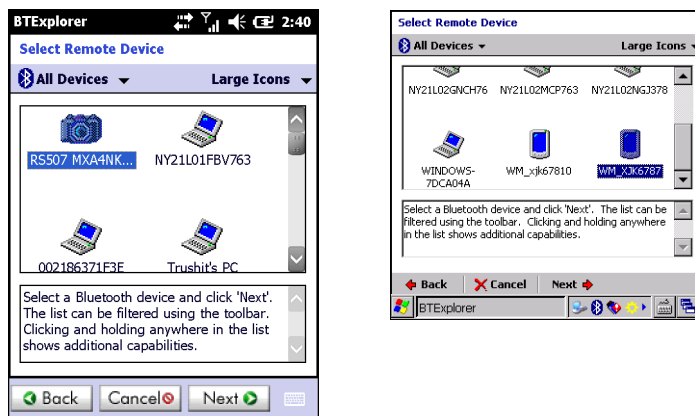 BTExplorer 2:40
Select Remote Device
All Devices Large Icons
RS507 MXA4NK... NY21L01FBV763
002186371F3E Trushit's PC
Select a Bluetooth device and click 'Next'.
The list can be filtered using the toolbar.
Clicking and holding anywhere in the list
shows additional capabilities.
Back Cancel Next
Select Remote Device
All Devices Large Icons
NY21L02GNCH76 NY21L02MCP763 NY21L02NGJ378
WINDOWS-
7DCA04A WM_xjk67810 WM_XJK6787
Select a Bluetooth device and click 'Next'. The list can be
filtered using the toolbar. Clicking and holding anywhere
in the list shows additional capabilities.
Back Cancel Next
BTExplorer